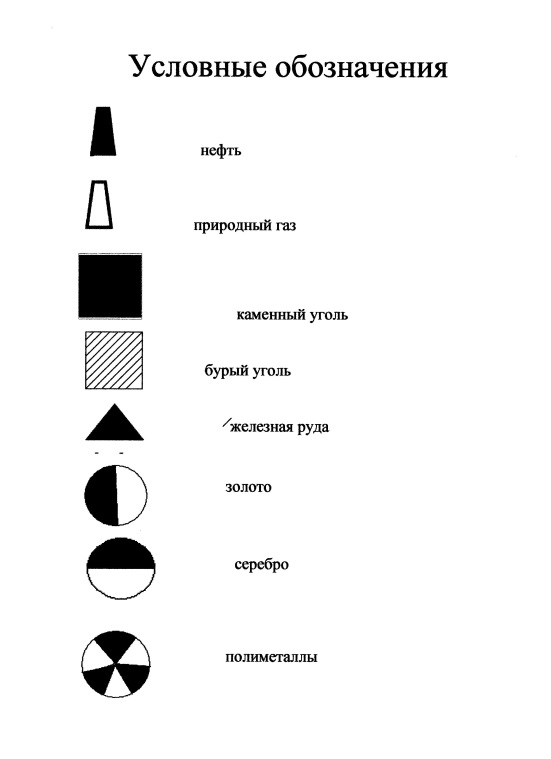 Условные обозначения
нефть
природный газ
каменный уголь
бурый уголь
железная руда
золото
серебро
полиметаллы